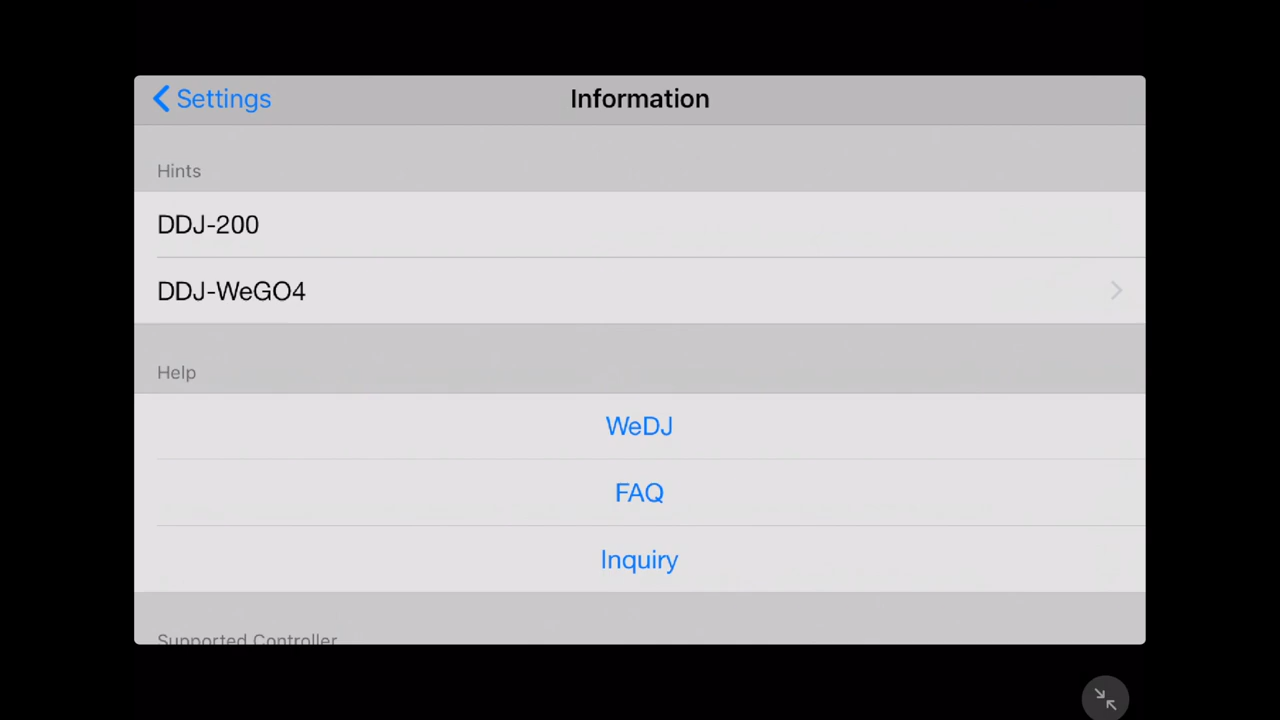 Settings
Information
Hints
DDJ-200
DDJ-WeGO4
Help
WeDJ
FAQ
Inquiry
Supported Controller